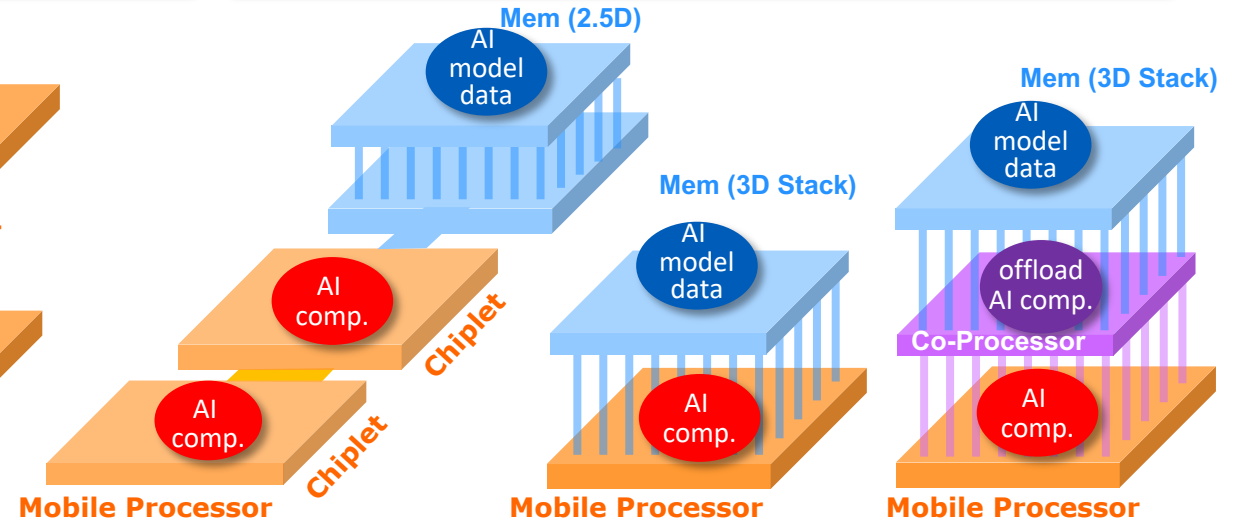 Mem (2.5D)
AI
model
data
AI
comp.
Chiplet
AI
comp.
Chiplet
Mobile Processor
Mem (3D Stack)
AI
model
data
AI
comp.
Mobile Processor
Mem (3D Stack)
AI
model
data
offload
AI comp.
Co-Processor
AI
comp.
Mobile Processor